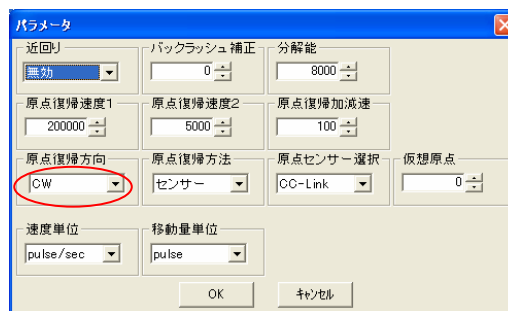 パラメータ
近回り バックラッシュ補正 分解能
無効 0 8000
原点復帰速度1 原点復帰速度2 原点復帰加減速
200000 5000 100
原点復帰方向 原点復帰方法 原点センサー選択 仮想原点
CW センサー CC-Link 0
速度単位 移動量単位
pulse/sec pulse
OK キャンセル